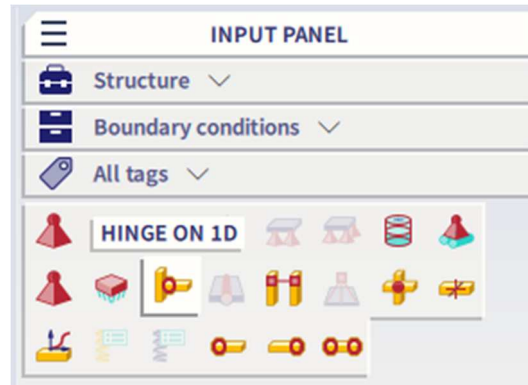 INPUT PANEL
Structure
Boundary conditions
All tags
HINGE ON 1D